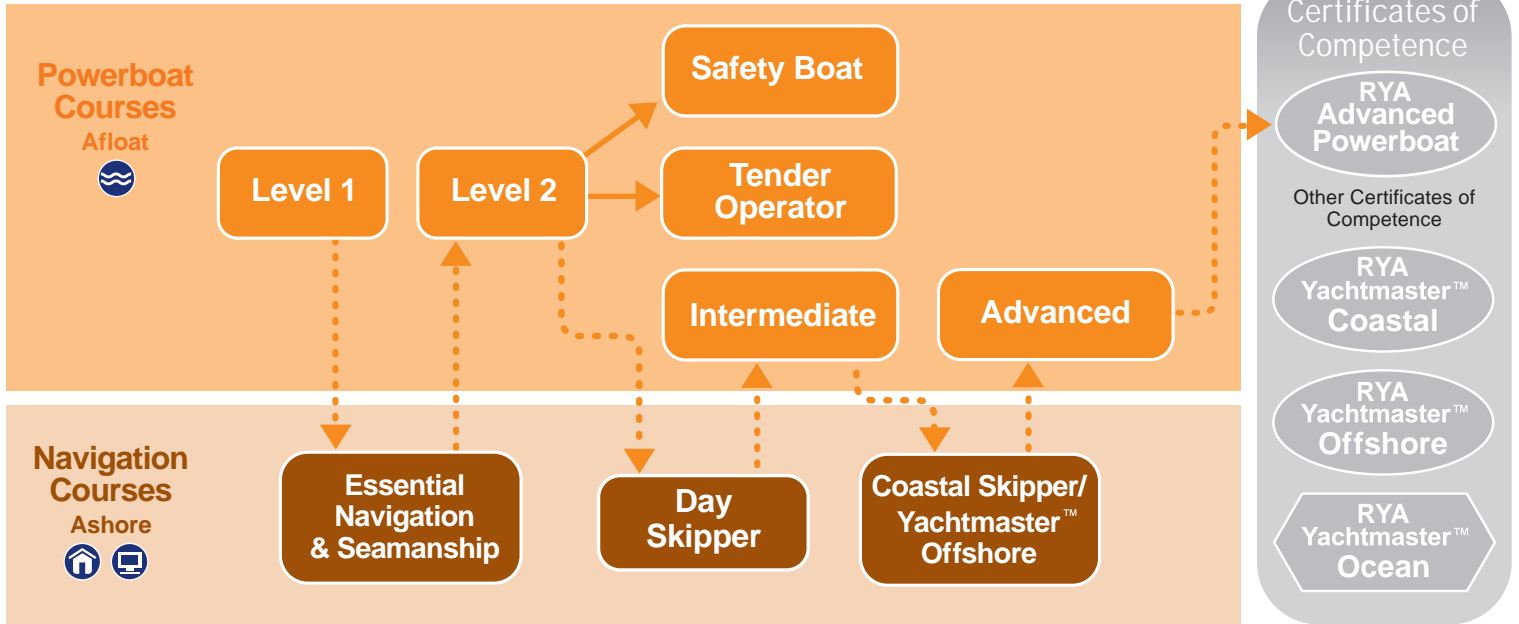 Powerboat
Courses
Afloat
Level 1
Level 2
Safety Boat
Tender
Operator
Intermediate
Advanced
Navigation
Courses
Ashore
Essential
Navigation
& Seamanship
Day
Skipper
Coastal Skipper/
Yachtmaster™
Offshore
Certificates of
Competence
RYA
Advanced
Powerboat
Other Certificates of
Competence
RYA
Yachtmaster™
Coastal
RYA
Yachtmaster™
Offshore
RYA
Yachtmaster™
Ocean